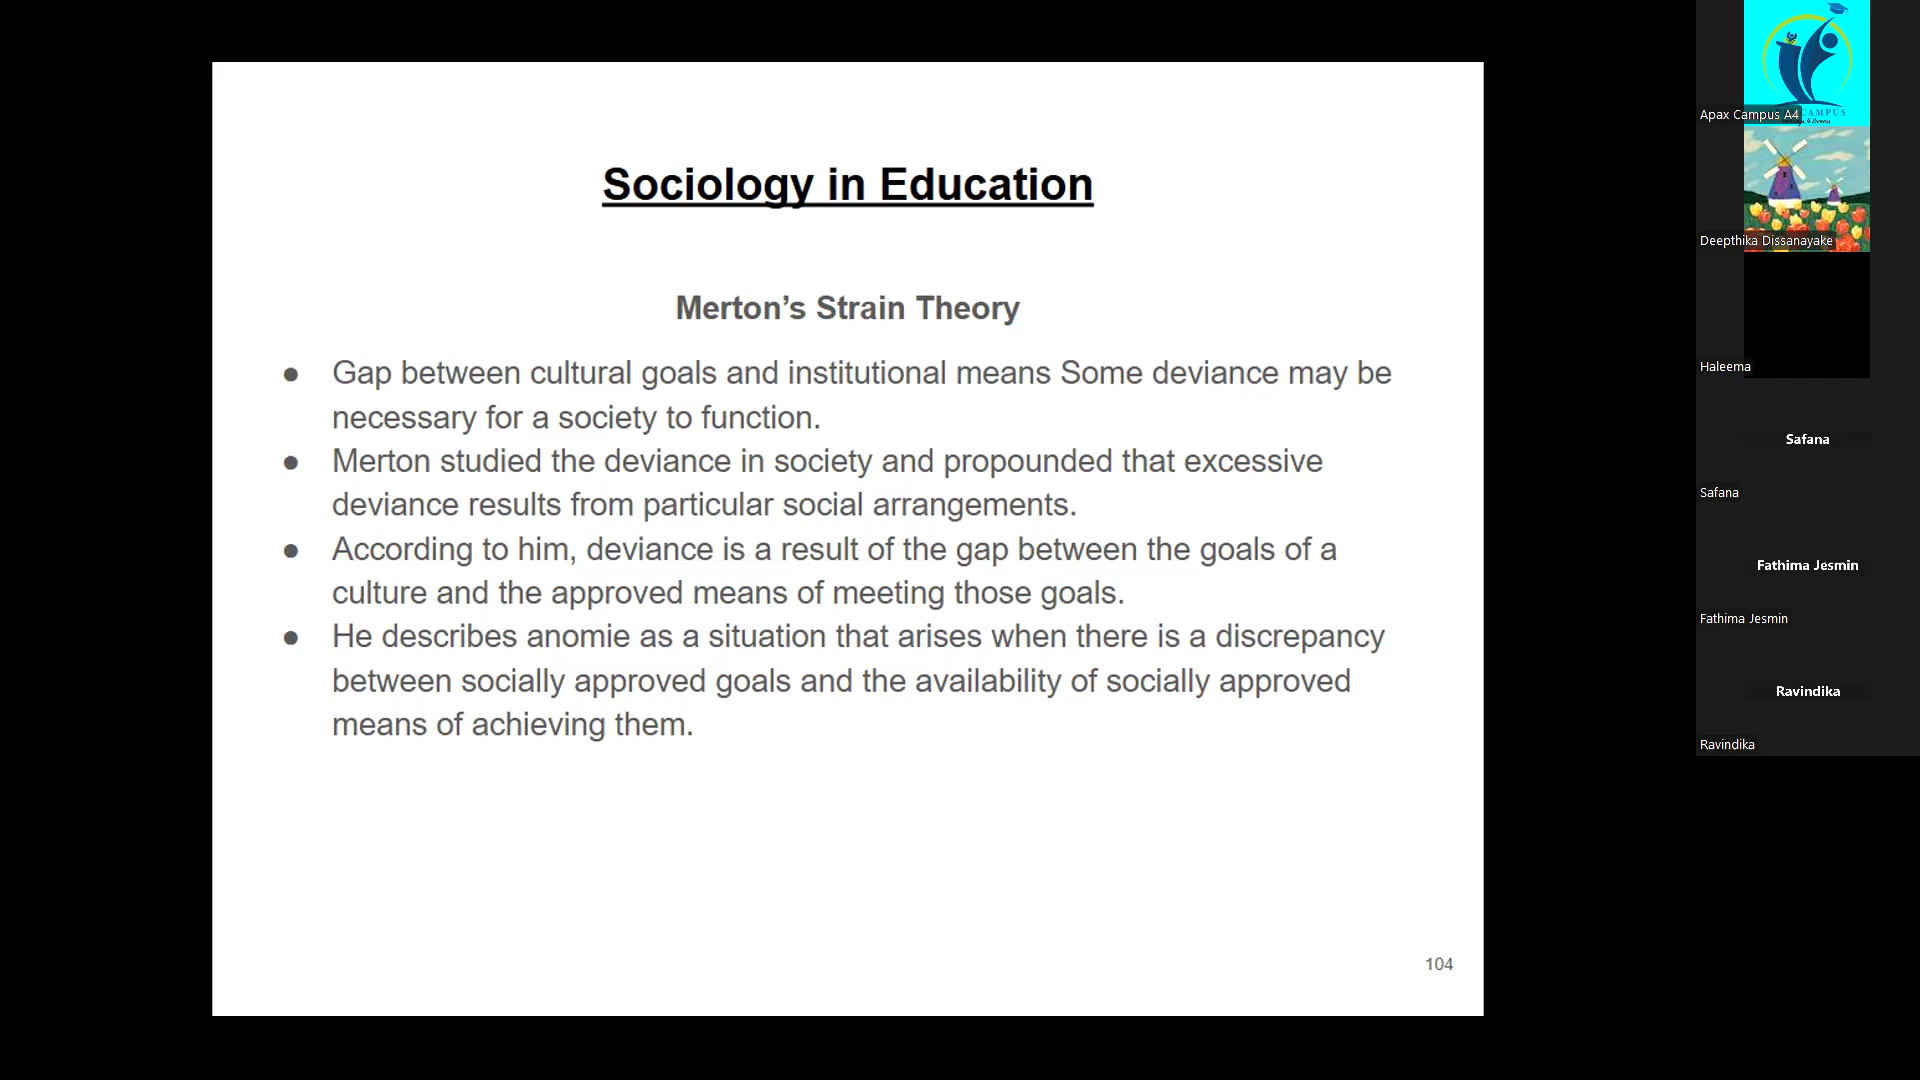 Sociology in Education
Merton’s Strain Theory
● Gap between cultural goals and institutional means Some deviance may be
necessary for a society to function.
● Merton studied the deviance in society and propounded that excessive
deviance results from particular social arrangements.
● According to him, deviance is a result of the gap between the goals of a
culture and the approved means of meeting those goals.
● He describes anomie as a situation that arises when there is a discrepancy
between socially approved goals and the availability of socially approved
means of achieving them.
104
Apax Campus A4
Deepthika Dissanayake
Haleema
Safana
Safana
Fathima Jesmin
Fathima Jesmin
Ravindika
Ravindika